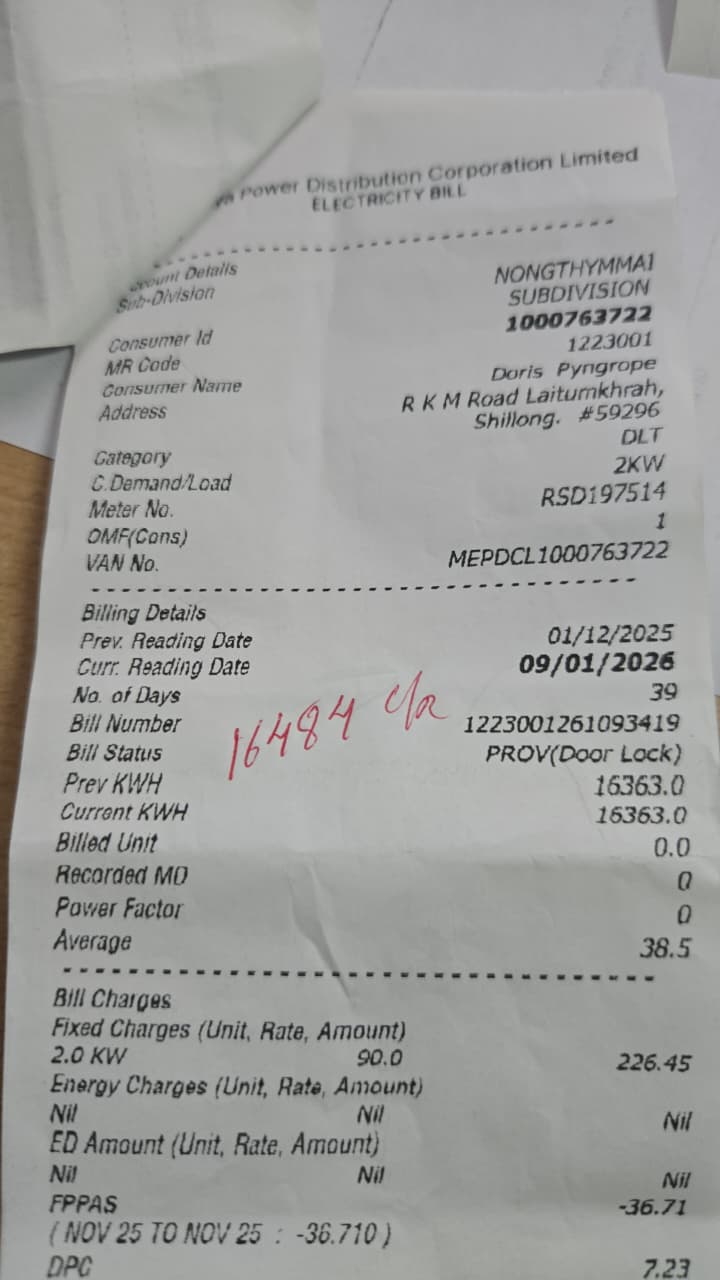 Power Distribution Corporation Limited
ELECTRICITY BILL
Details
Sub-Division NONGTHYMMAI SUBDIVISION
Consumer Id 1000763722
MR Code 1223001
Consumer Name Doris Pyngrope
Address R K M Road Laitumkhrah,
Shillong. #59296
Category DLT
C.Demand/Load 2KW
Meter No. RSD197514
OMF(Cons) 1
VAN No. MEPDCL1000763722
Billing Details
Prev. Reading Date 01/12/2025
Curr. Reading Date 09/01/2026
No. of Days 39
Bill Number 1223001261093419
16484 c/r
Bill Status PROV(Door Lock)
Prev KWH 16363.0
Current KWH 16363.0
Billed Unit 0.0
Recorded MD 0
Power Factor 0
Average 38.5
Bill Charges
Fixed Charges (Unit, Rate, Amount)
2.0 KW 90.0 226.45
Energy Charges (Unit, Rate, Amount)
Nil Nil Nil
ED Amount (Unit, Rate, Amount)
Nil Nil Nil
FPPAS -36.71
( NOV 25 TO NOV 25 : -36.710 )
DPC 7.23